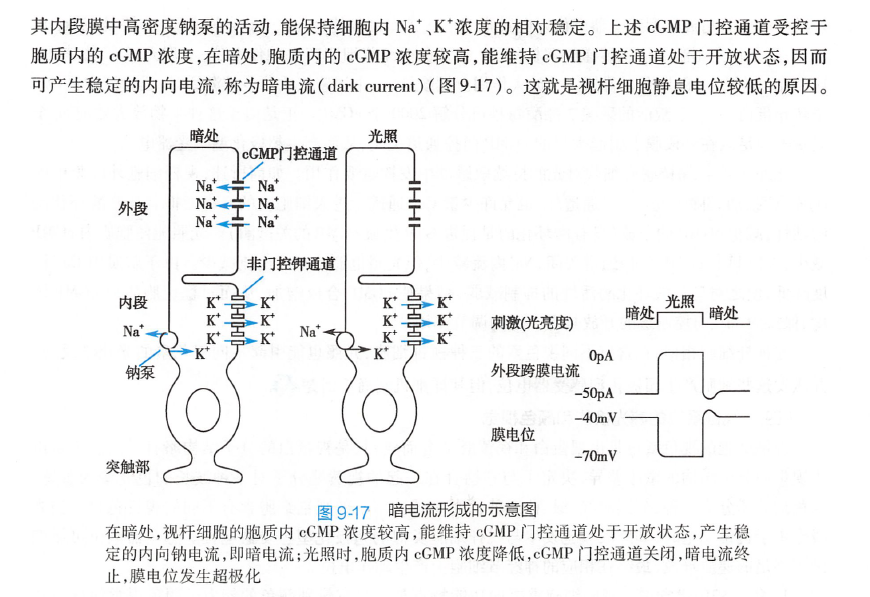 其内段膜中高密度钠泵的活动,能保持细胞内 Na⁺、K⁺浓度的相对稳定。上述 cGMP 门控通道受控于
胞质内的 cGMP 浓度,在暗处,胞质内的 cGMP 浓度较高,能维持 cGMP 门控通道处于开放状态,因而
可产生稳定的内向电流,称为暗电流(dark current)(图9-17)。这就是视杆细胞静息电位较低的原因。
暗处
光照
cGMP门控通道
Na⁺ Na⁺
Na⁺ Na⁺
Na⁺ Na⁺
外段
非门控钾通道
内段
K⁺ K⁺
K⁺ K⁺
K⁺ K⁺
K⁺ K⁺
K⁺ K⁺
K⁺ K⁺
Na⁺
K⁺
Na⁺
K⁺
钠泵
突触部
光照
暗处 暗处
刺激(光亮度)
0pA
外段跨膜电流
-50pA
-40mV
膜电位
-70mV
图9-17 暗电流形成的示意图
在暗处,视杆细胞的胞质内 cGMP 浓度较高,能维持 cGMP 门控通道处于开放状态,产生稳
定的内向钠电流,即暗电流;光照时,胞质内 cGMP 浓度降低,cGMP 门控通道关闭,暗电流终
止,膜电位发生超极化